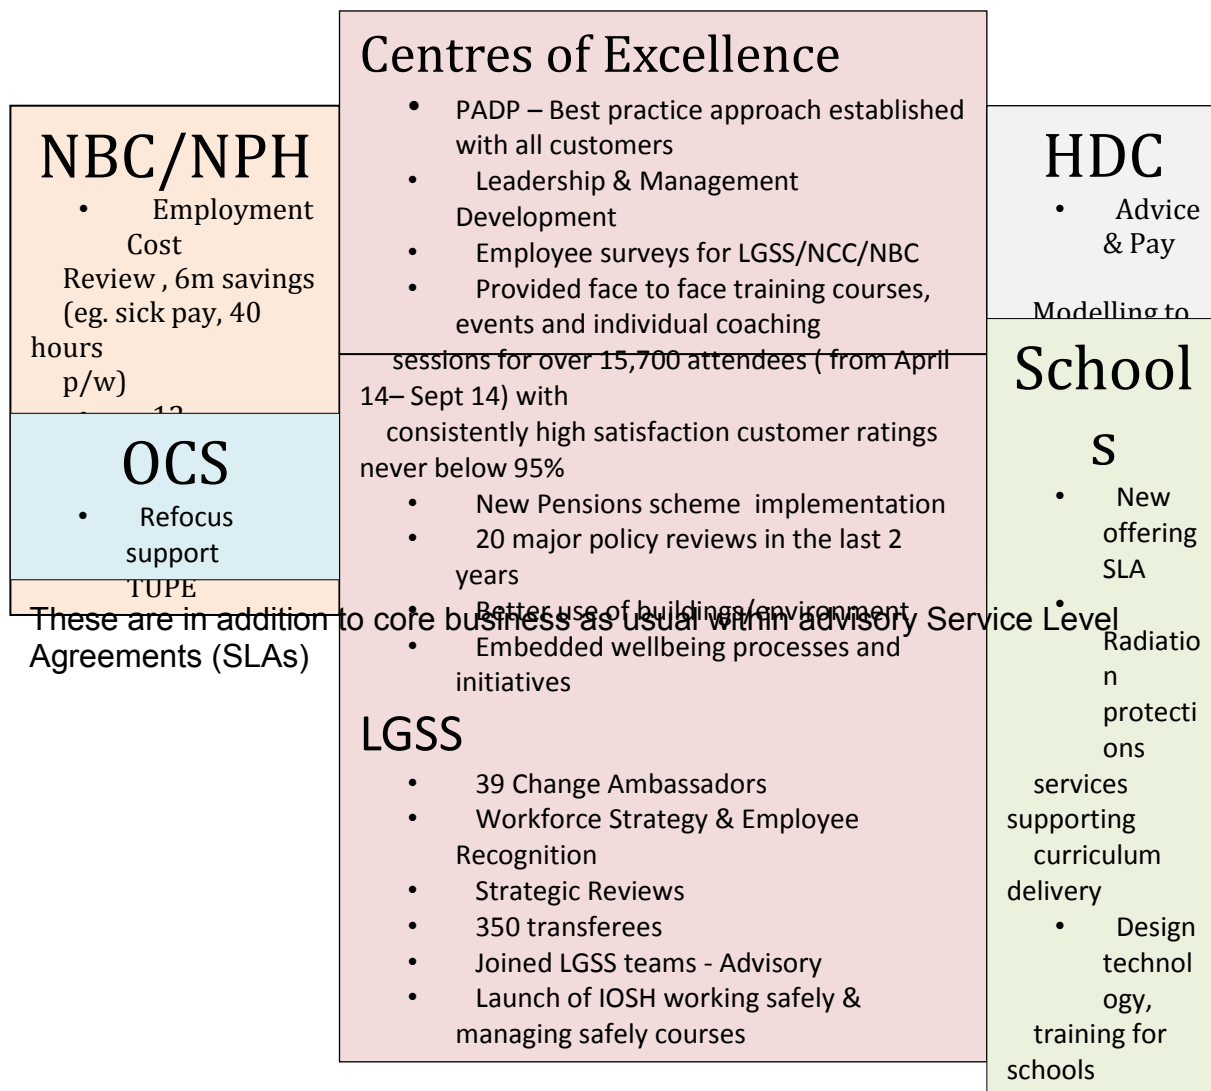 NBC/NPH
• Employment
Cost
Review , 6m savings
(eg. sick pay, 40
hours
p/w)
OCS
• Refocus
support
TUPE
Centres of Excellence
• PADP – Best practice approach established
with all customers
• Leadership & Management
Development
• Employee surveys for LGSS/NCC/NBC
• Provided face to face training courses,
events and individual coaching
sessions for over 15,700 attendees ( from April
14– Sept 14) with
consistently high satisfaction customer ratings
never below 95%
• New Pensions scheme implementation
• 20 major policy reviews in the last 2
years
• Better use of buildings/environment
• Embedded wellbeing processes and
initiatives
LGSS
• 39 Change Ambassadors
• Workforce Strategy & Employee
Recognition
• Strategic Reviews
• 350 transferees
• Joined LGSS teams - Advisory
• Launch of IOSH working safely &
managing safely courses
HDC
• Advice
& Pay
Modelling to
School
s
• New
offering
SLA
•
Radiatio
n
protecti
ons
services
supporting
curriculum
delivery
• Design
technol
ogy,
training for
schools
These are in addition to core business as usual within advisory Service Level
Agreements (SLAs)